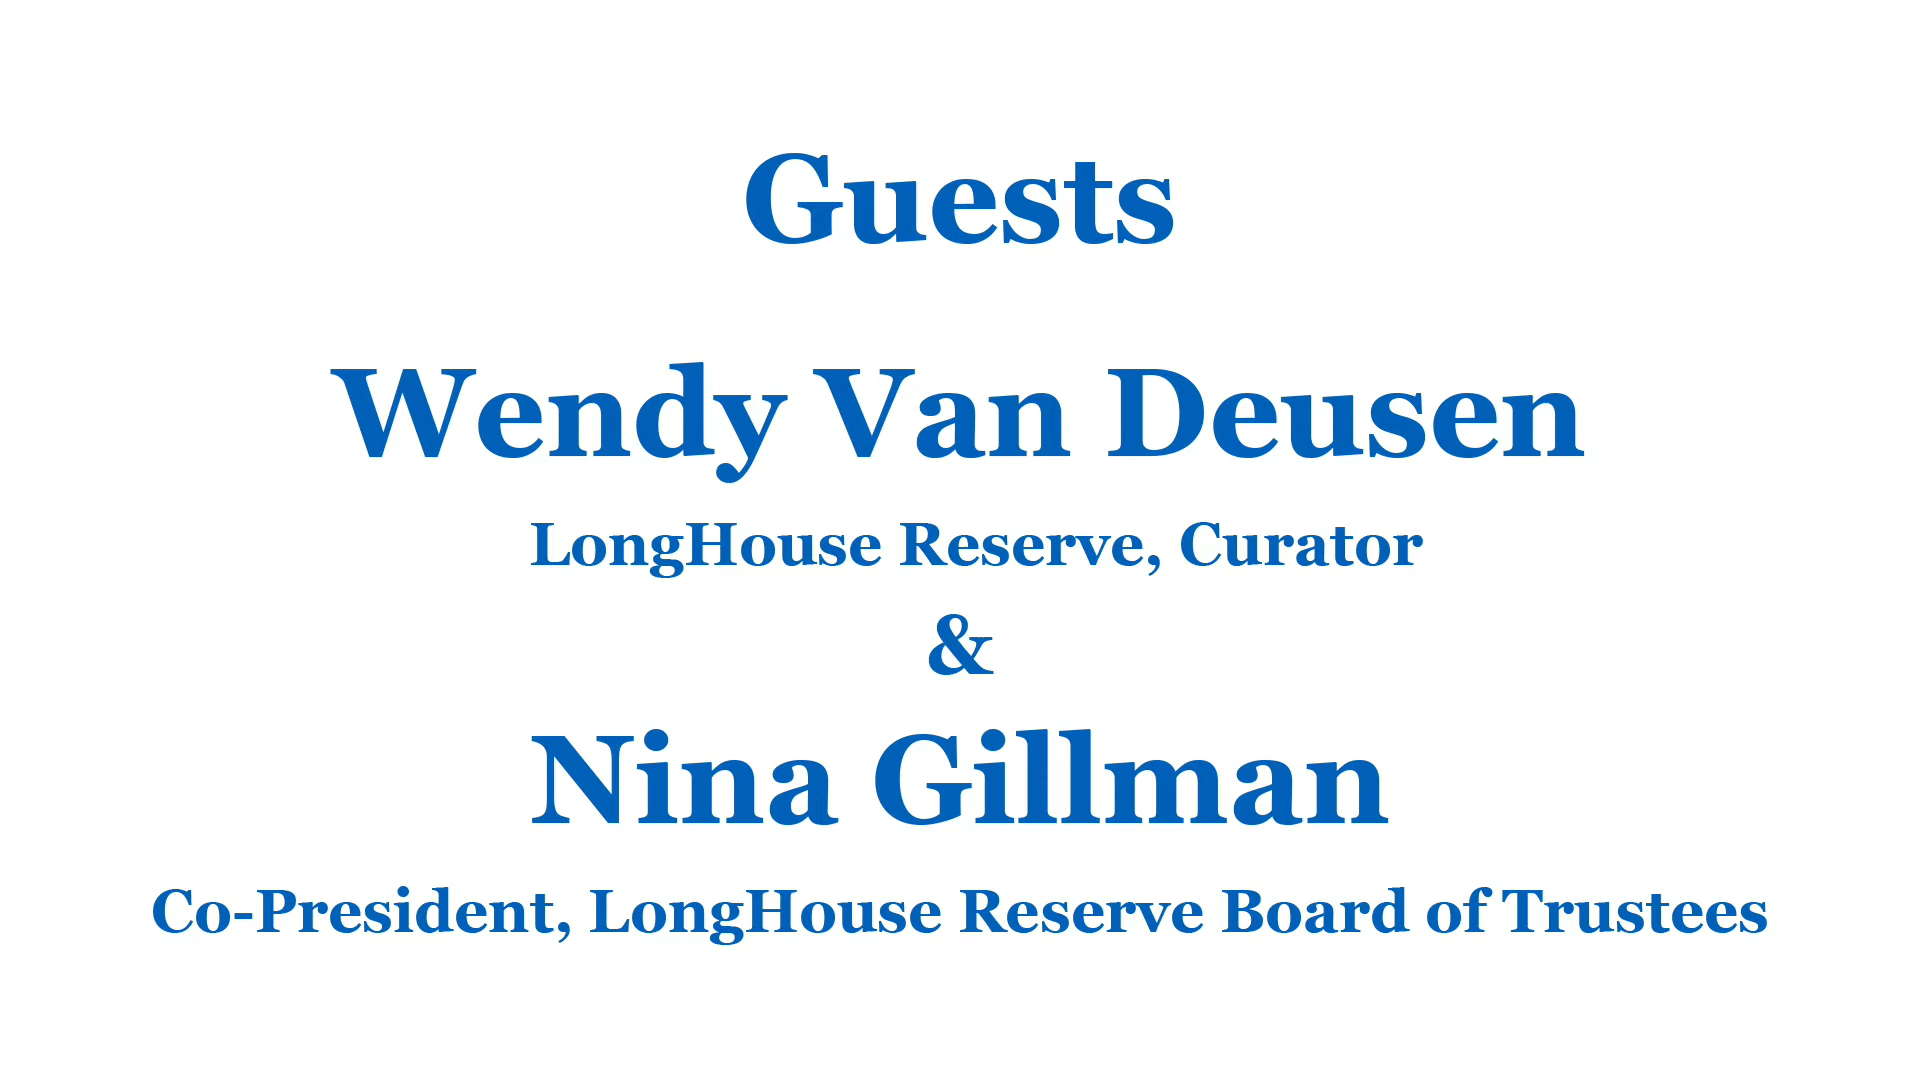 Guests
Wendy Van Deusen
LongHouse Reserve, Curator
&
Nina Gillman
Co-President, LongHouse Reserve Board of Trustees